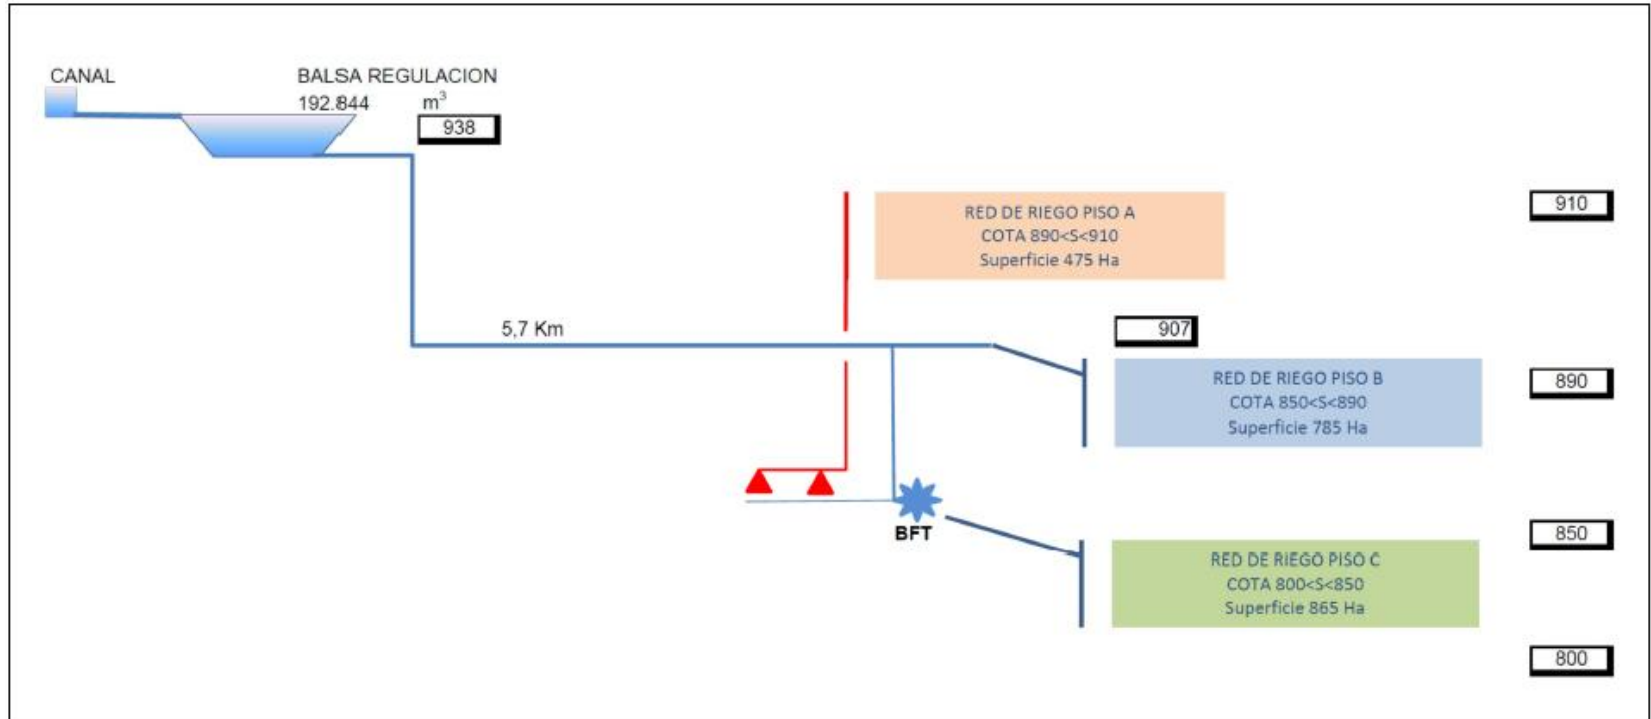 CANAL
BALSA REGULACION
192.844 m³
938
RED DE RIEGO PISO A
COTA 890<S<910
Superficie 475 Ha
910
5,7 Km
907
RED DE RIEGO PISO B
COTA 850<S<890
Superficie 785 Ha
890
BFT
850
RED DE RIEGO PISO C
COTA 800<S<850
Superficie 865 Ha
800